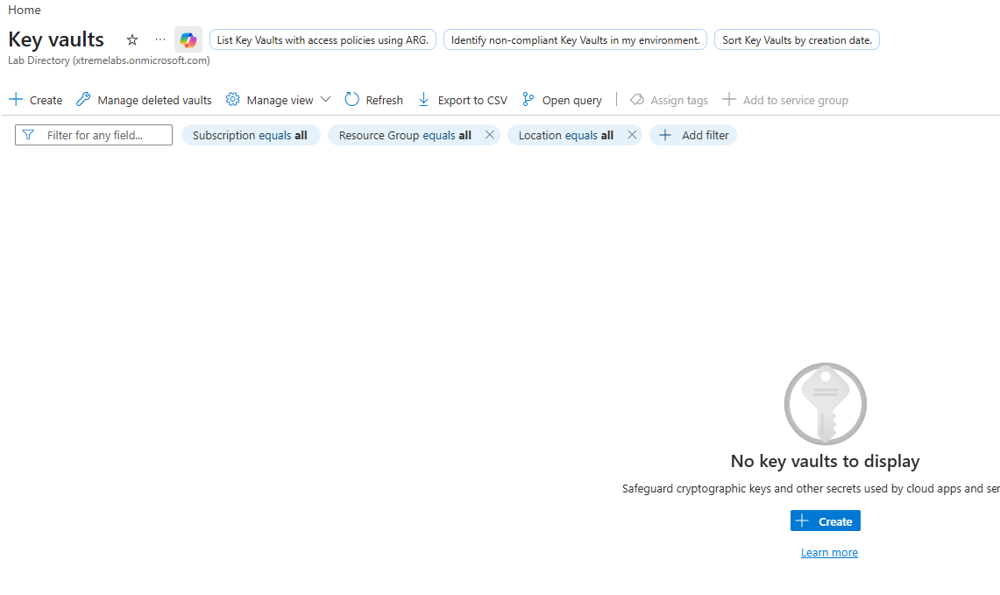 Home
Key vaults
List Key Vaults with access policies using ARG.
Identify non-compliant Key Vaults in my environment.
Sort Key Vaults by creation date.
Lab Directory (xtremelabs.onmicrosoft.com)
Create
Manage deleted vaults
Manage view
Refresh
Export to CSV
Open query
Assign tags
Add to service group
Filter for any field...
Subscription equals all
Resource Group equals all
Location equals all
Add filter
No key vaults to display
Safeguard cryptographic keys and other secrets used by cloud apps and
Create
Learn more